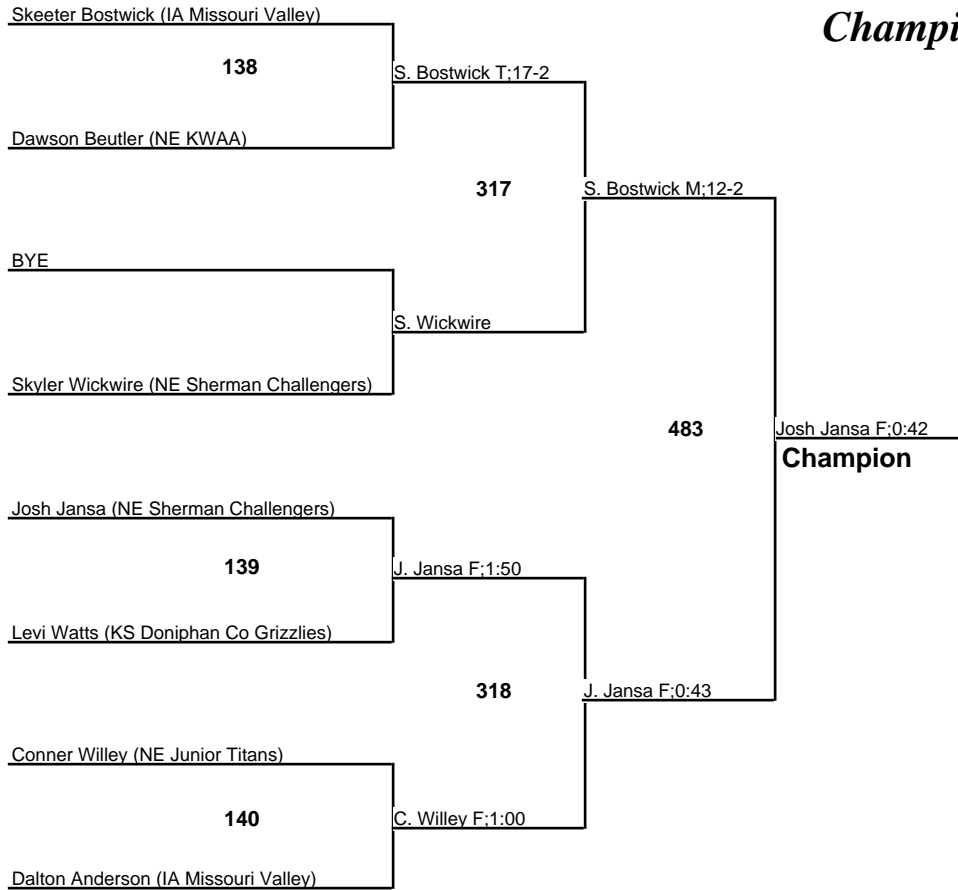 Skeeter Bostwick (IA Missouri Valley)
138
S. Bostwick T;17-2
Dawson Beutler (NE KWAA)
317
S. Bostwick M;12-2
BYE
S. Wickwire
Skyler Wickwire (NE Sherman Challengers)
483
Josh Jansa F;0:42
Champion
Josh Jansa (NE Sherman Challengers)
139
J. Jansa F;1:50
Levi Watts (KS Doniphan Co Grizzlies)
318
J. Jansa F;0:43
Conner Willey (NE Junior Titans)
140
C. Willey F;1:00
Dalton Anderson (IA Missouri Valley)